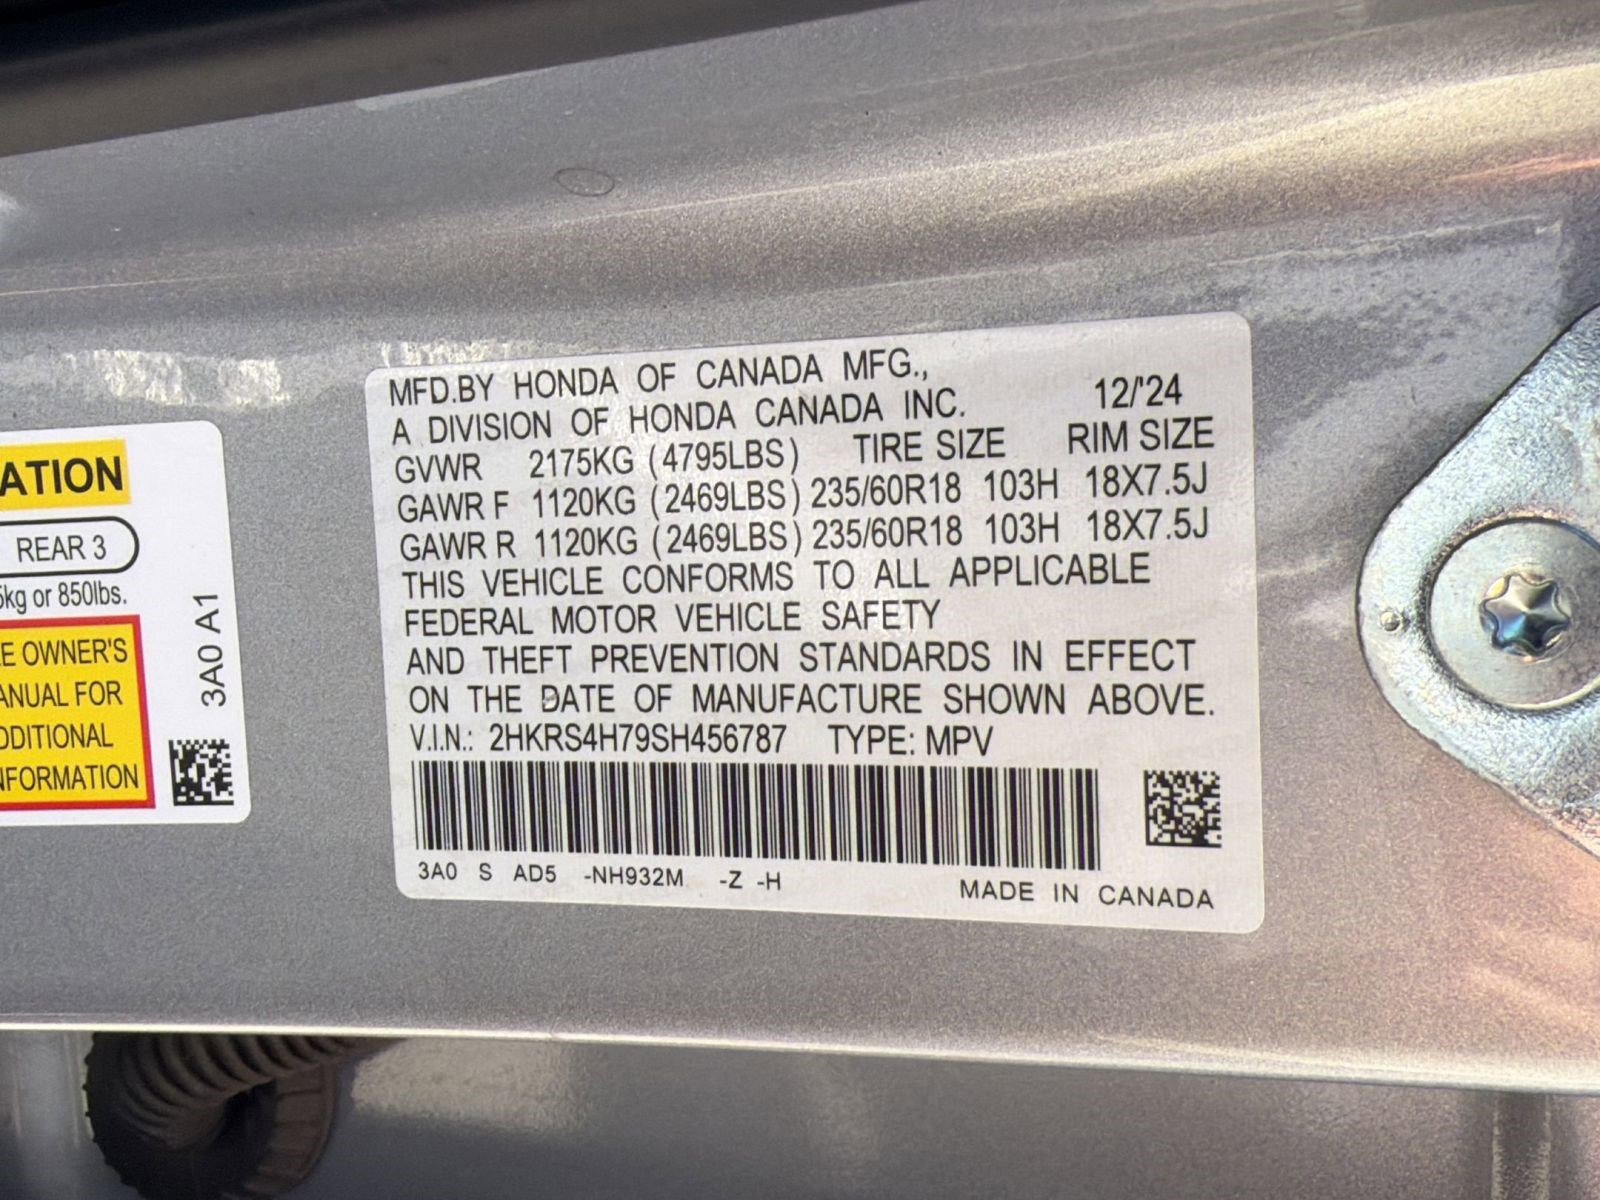 ATION
REAR 3
5kg or 850lbs.
E OWNER'S
ANUAL FOR
DDITIONAL
NFORMATION
3A0 A1
MFD.BY HONDA OF CANADA MFG.,
A DIVISION OF HONDA CANADA INC. 12/'24
GVWR 2175KG (4795LBS) TIRE SIZE RIM SIZE
GAWR F 1120KG (2469LBS) 235/60R18 103H 18X7.5J
GAWR R 1120KG (2469LBS) 235/60R18 103H 18X7.5J
THIS VEHICLE CONFORMS TO ALL APPLICABLE
FEDERAL MOTOR VEHICLE SAFETY
AND THEFT PREVENTION STANDARDS IN EFFECT
ON THE DATE OF MANUFACTURE SHOWN ABOVE.
V.I.N.: 2HKRS4H79SH456787 TYPE: MPV
3A0 S AD5 -NH932M -Z -H
MADE IN CANADA